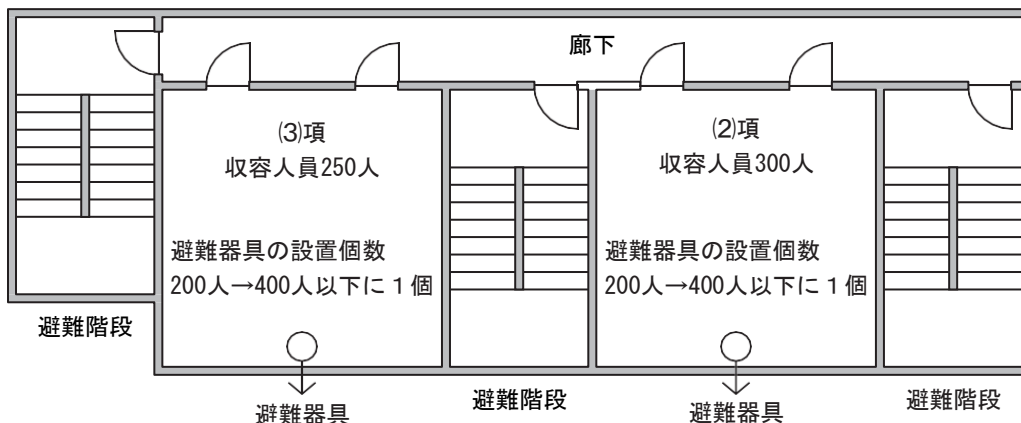 廊下
⑶項
収容人員250人
避難器具の設置個数
200人→400人以下に1個
⑵項
収容人員300人
避難器具の設置個数
200人→400人以下に1個
避難階段
避難器具
避難階段
避難器具
避難階段